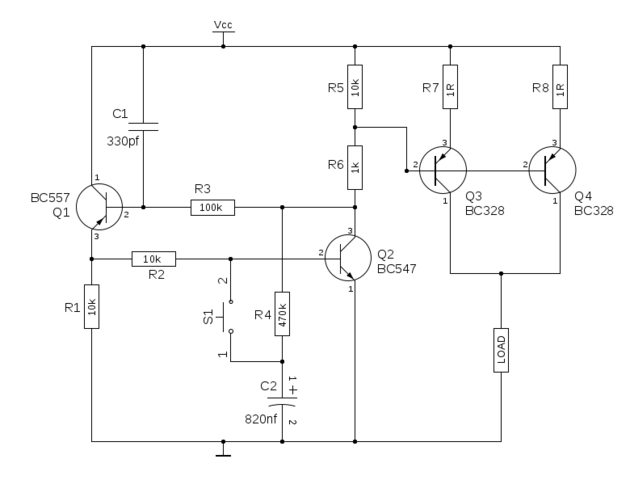 Vcc
R5
10k
R7
1R
R8
1R
C1
330pf
R6
1k
3
3
2
2
1
1
Q3
BC328
Q4
BC328
BC557
Q1
1
2
3
R3
100k
3
2
1
Q2
BC547
10k
R2
R1
10k
2
S1
1
R4
470k
LOAD
C2
820nf
1
+
2